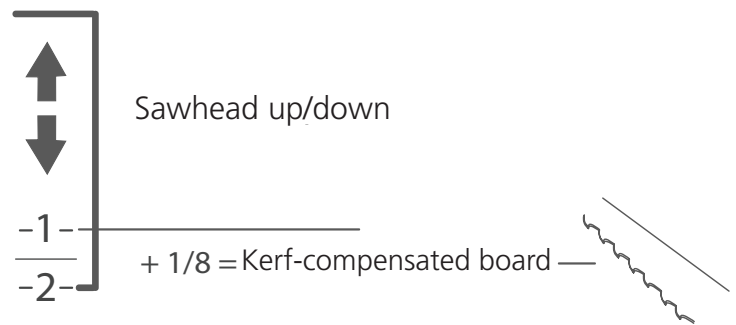 Sawhead up/down
-1-
+ 1/8 = Kerf-compensated board
-2-